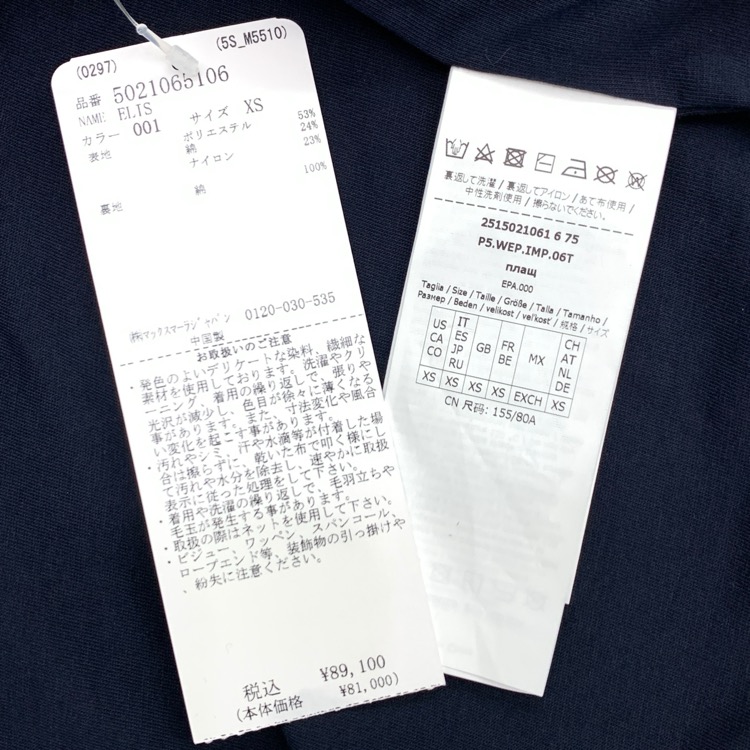 (0297)
(5S_M5510)
品番 5021065106
NAME ELIS
カラー 001 サイズ XS
表地 ポリエステル 53%
綿 24%
ナイロン 23%
裏地 綿 100%
㈱マックスマーラジャパン 0120-030-535
中国製
お取扱いのご注意
・発色のよいデリケートな染料、繊細な
素材を使用しております。洗濯やクリ
ーニング、着用の繰り返しで、張りや
光沢が減少し、色目が徐々に薄くなる
事があります。また、寸法変化や風合
い変化を起こす事があります。
・汚れやシミ、汗や水滴等が付着した場
合は擦らずに、乾いた布で叩く様にし
て汚れや水分を除去し、速やかに取扱
表示に従った処理をして下さい。
・着用や洗濯の繰り返しで、毛羽立ちや
毛玉が発生する事があります。
・取扱の際はネットを使用して下さい。
・ビジュー、ワッペン、スパンコール、
ロープエンド等、装飾物の引っ掛けや
、紛失に注意ください。
税込 ¥89,100
(本体価格 ¥81,000)
裏返して洗濯 / 裏返してアイロン / あて布使用 /
中性洗剤使用 / 擦らないでください。
2515021061 6 75
P5.WEP.IMP.06T
плащ
EPA.000
Taglia / Size / Taille / Größe / Talla / Tamanho /
Размер / Beden / velikost / veľkosť / 規格 / サイズ
US CA CO IT ES JP RU GB FR BE MX CH AT NL DE
XS XS XS XS EXCH XS
CN 尺码: 155/80A